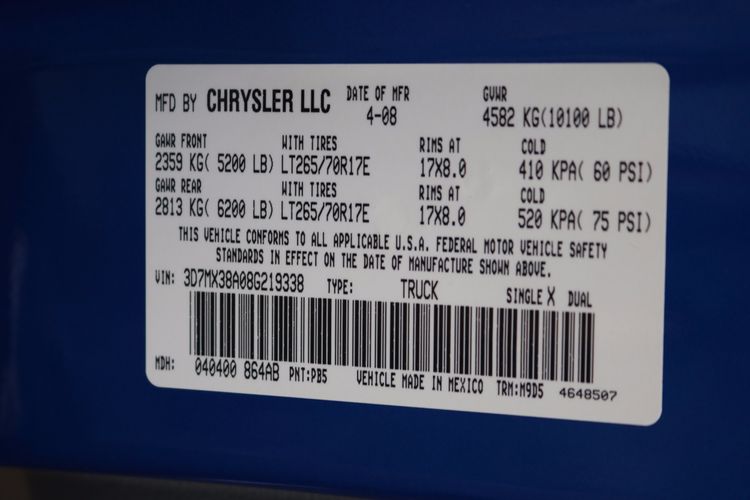 MFD BY CHRYSLER LLC DATE OF MFR 4-08 GVWR 4582 KG(10100 LB)
GAWR FRONT WITH TIRES RIMS AT COLD
2359 KG( 5200 LB) LT265/70R17E 17X8.0 410 KPA( 60 PSI)
GAWR REAR WITH TIRES RIMS AT COLD
2813 KG( 6200 LB) LT265/70R17E 17X8.0 520 KPA( 75 PSI)
THIS VEHICLE CONFORMS TO ALL APPLICABLE U.S.A. FEDERAL MOTOR VEHICLE SAFETY
STANDARDS IN EFFECT ON THE DATE OF MANUFACTURE SHOWN ABOVE.
VIN: 3D7MX38A08G219338 TYPE: TRUCK SINGLE X DUAL
MDH: 040400 864AB PNT:PB5 VEHICLE MADE IN MEXICO TRM:M9D5 4648507